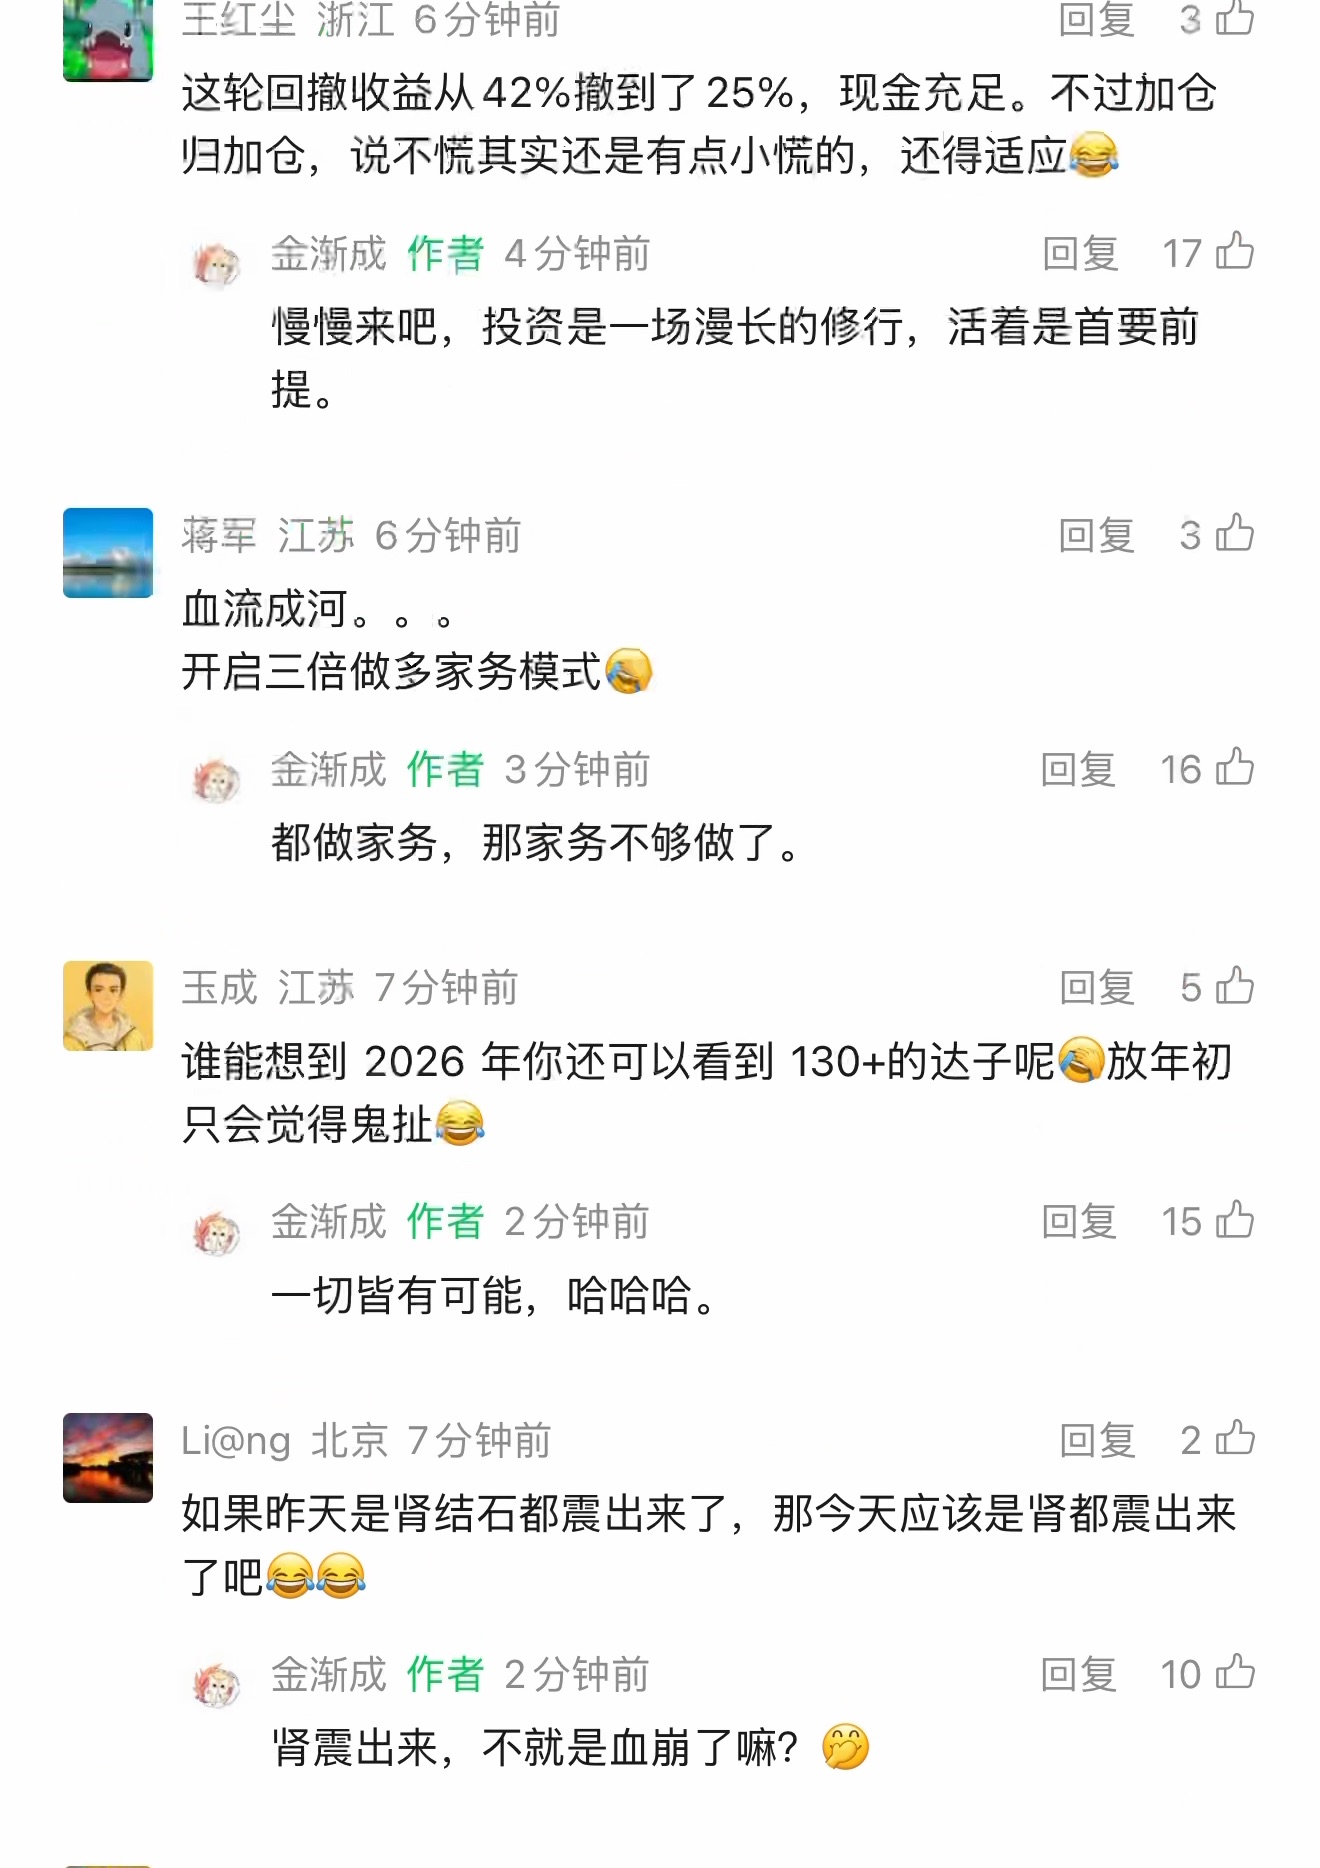 王红尘 浙江 6分钟前 回复 3
这轮回撤收益从42%撤到了25%，现金充足。不过加仓
归加仓，说不慌其实还是有点小慌的，还得适应😂
金渐成 作者 4分钟前 回复 17
慢慢来吧，投资是一场漫长的修行，活着是首要前
提。
蒋军 江苏 6分钟前 回复 3
血流成河。。。
开启三倍做多家务模式🤣
金渐成 作者 3分钟前 回复 16
都做家务，那家务不够做了。
玉成 江苏 7分钟前 回复 5
谁能想到 2026 年你还可以看到 130+的达子呢🤣放年初
只会觉得鬼扯😂
金渐成 作者 2分钟前 回复 15
一切皆有可能，哈哈哈。
Li@ng 北京 7分钟前 回复 2
如果昨天是肾结石都震出来了，那今天应该是肾都震出来
了吧😂😂
金渐成 作者 2分钟前 回复 10
肾震出来，不就是血崩了嘛？🤭